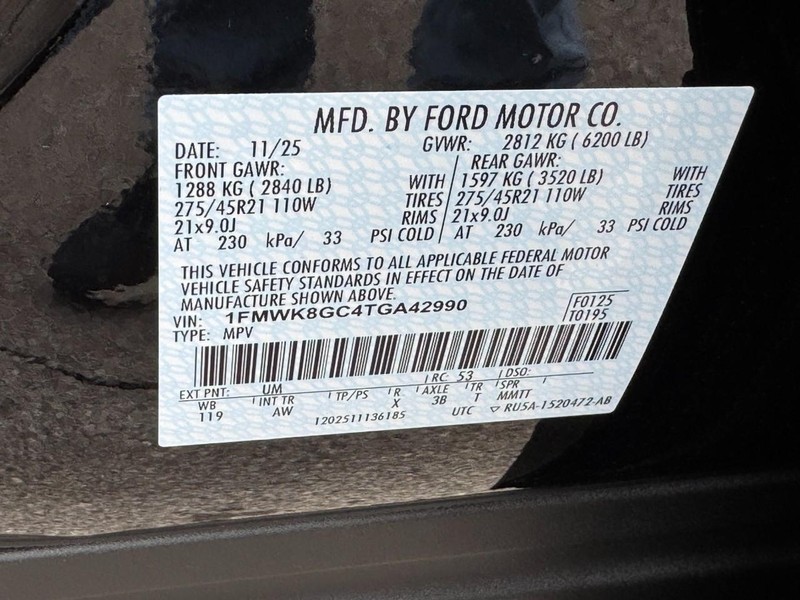 MFD. BY FORD MOTOR CO.
DATE: 11/25 GVWR: 2812 KG ( 6200 LB)
FRONT GAWR: REAR GAWR:
1288 KG ( 2840 LB) WITH 1597 KG ( 3520 LB) WITH
275/45R21 110W TIRES 275/45R21 110W TIRES
21x9.0J RIMS 21x9.0J RIMS
AT 230 kPa/ 33 PSI COLD AT 230 kPa/ 33 PSI COLD
THIS VEHICLE CONFORMS TO ALL APPLICABLE FEDERAL MOTOR
VEHICLE SAFETY STANDARDS IN EFFECT ON THE DATE OF
MANUFACTURE SHOWN ABOVE.
VIN: 1FMWK8GC4TGA42990 F0125
TYPE: MPV T0195
EXT PNT: UM RC: 53 DSO:
WB INT TR TP/PS R AXLE TR SPR
119 AW X 3B T MMTT
1202511136185 UTC ▽ RU5A-1520472-AB